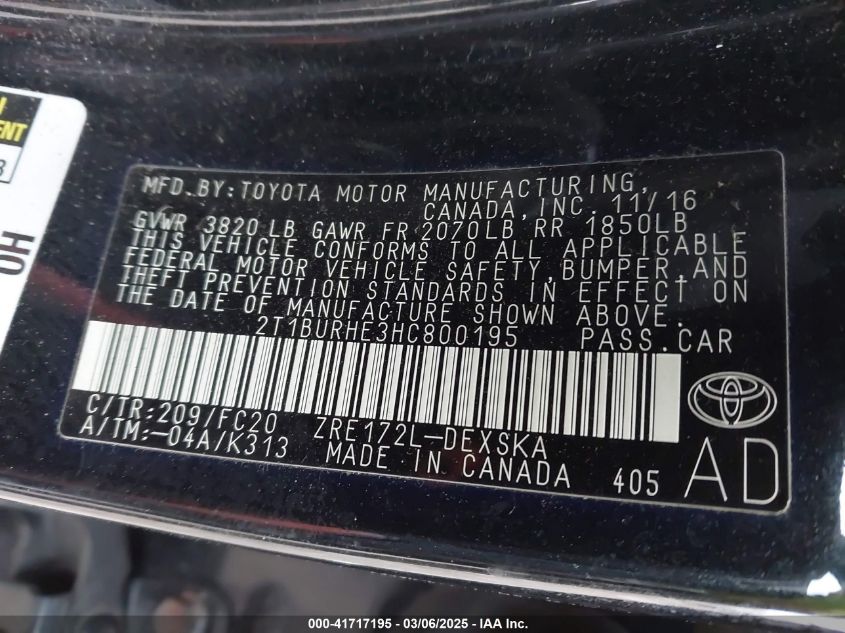 MFD.BY:TOYOTA MOTOR MANUFACTURING,
CANADA, INC. 11/16
GVWR 3820 LB GAWR FR 2070LB RR 1850LB
THIS VEHICLE CONFORMS TO ALL APPLICABLE
FEDERAL MOTOR VEHICLE SAFETY,BUMPER,AND
THEFT PREVENTION STANDARDS IN EFFECT ON
THE DATE OF MANUFACTURE SHOWN ABOVE.
2T1BURHE3HC800195 PASS.CAR
C/TR:209/FC20 ZRE172L-DEXSKA
A/TM:-04A/K313 MADE IN CANADA 405 AD
OH
000-41717195 - 03/06/2025 - IAA Inc.